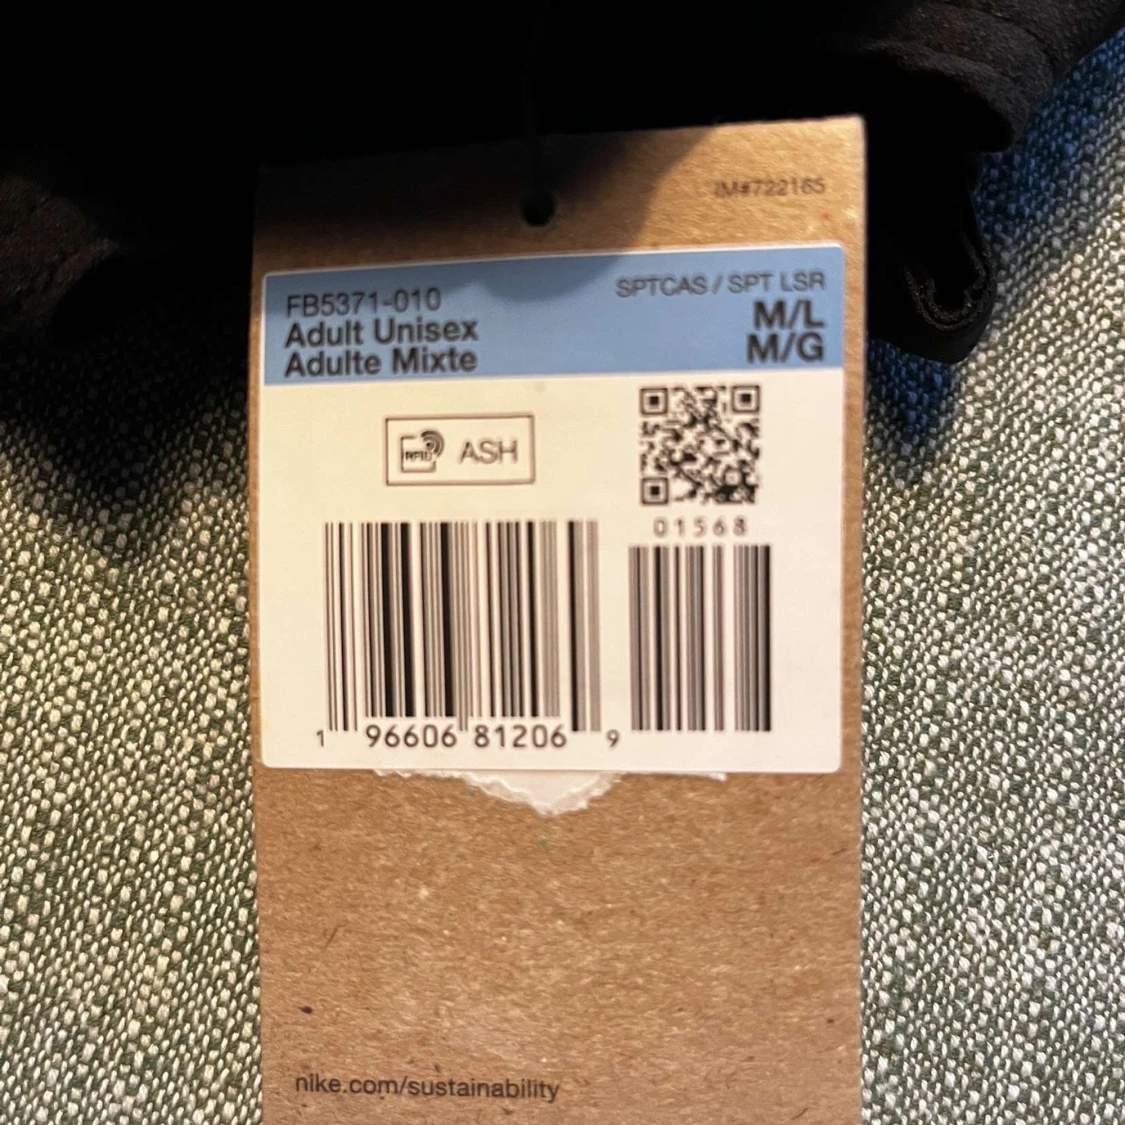 IM#722165
FB5371-010
SPTCAS / SPT LSR
Adult Unisex
M/L
Adulte Mixte
M/G
RFID
ASH
01568
1 96606 81206 9
nike.com/sustainability